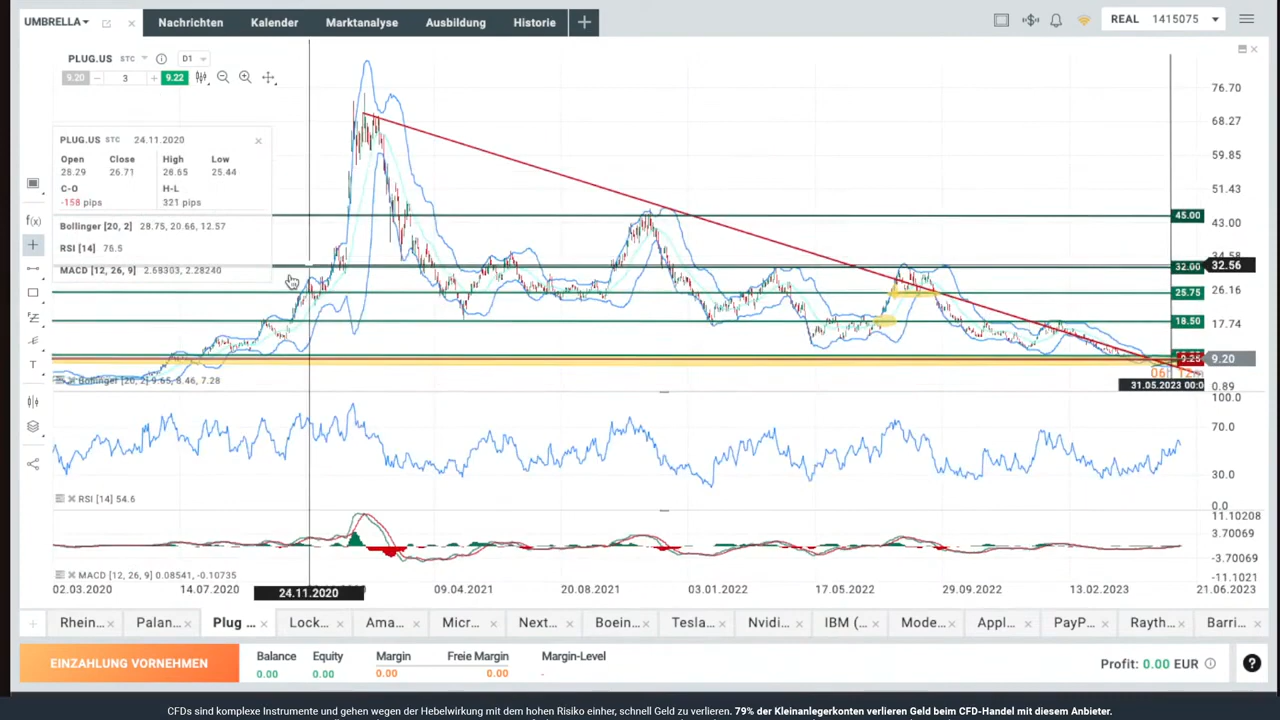 UMBRELLA
Nachrichten
Kalender
Marktanalyse
Ausbildung
Historie
REAL 1415075
PLUG.US STC D1
9.20 3 9.22
PLUG.US STC 24.11.2020
Open Close High Low
28.29 26.71 28.65 25.44
C-O H-L
-158 pips 321 pips
Bollinger [20, 2] 28.75, 20.66, 12.57
RSI [14] 76.5
MACD [12, 26, 9] 2.68303, 2.28240
f(x)
T
76.70
68.27
59.85
51.43
45.00
43.00
34.58
32.00 32.56
25.75 26.16
18.50 17.74
9.25 9.20
31.05.2023 00:0
0.89
Bollinger [20, 2] 9.65, 8.46, 7.28
100.0
70.0
30.0
0.0
RSI [14] 54.6
11.10208
3.70069
-3.70069
-11.1021
MACD [12, 26, 9] 0.08541, -0.10735
02.03.2020 14.07.2020 24.11.2020 09.04.2021 20.08.2021 03.01.2022 17.05.2022 29.09.2022 13.02.2023 21.06.2023
Rhein... Palan... Plug ... Lock... Ama... Micr... Next... Boein... Tesla... Nvidi... IBM (... Mode... Appl... PayP... Rayth... Barri...
EINZAHLUNG VORNEHMEN
Balance Equity Margin Freie Margin Margin-Level
0.00 0.00 0.00 0.00 -
Profit: 0.00 EUR
CFDs sind komplexe Instrumente und gehen wegen der Hebelwirkung mit dem hohen Risiko einher, schnell Geld zu verlieren. 79% der Kleinanlegerkonten verlieren Geld beim CFD-Handel mit diesem Anbieter.